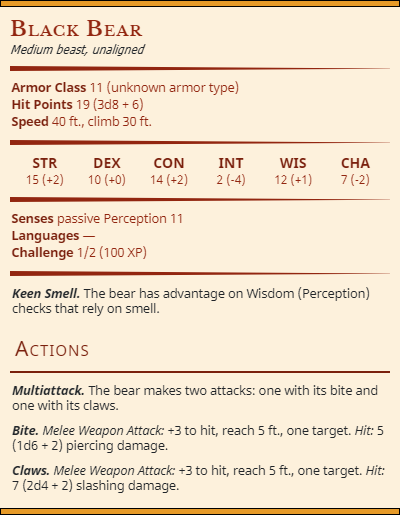 Black Bear
Medium beast, unaligned
Armor Class 11 (unknown armor type)
Hit Points 19 (3d8 + 6)
Speed 40 ft., climb 30 ft.
STR DEX CON INT WIS CHA
15 (+2) 10 (+0) 14 (+2) 2 (-4) 12 (+1) 7 (-2)
Senses passive Perception 11
Languages —
Challenge 1/2 (100 XP)
Keen Smell. The bear has advantage on Wisdom (Perception)
checks that rely on smell.
Actions
Multiattack. The bear makes two attacks: one with its bite and
one with its claws.
Bite. Melee Weapon Attack: +3 to hit, reach 5 ft., one target. Hit: 5
(1d6 + 2) piercing damage.
Claws. Melee Weapon Attack: +3 to hit, reach 5 ft., one target. Hit:
7 (2d4 + 2) slashing damage.